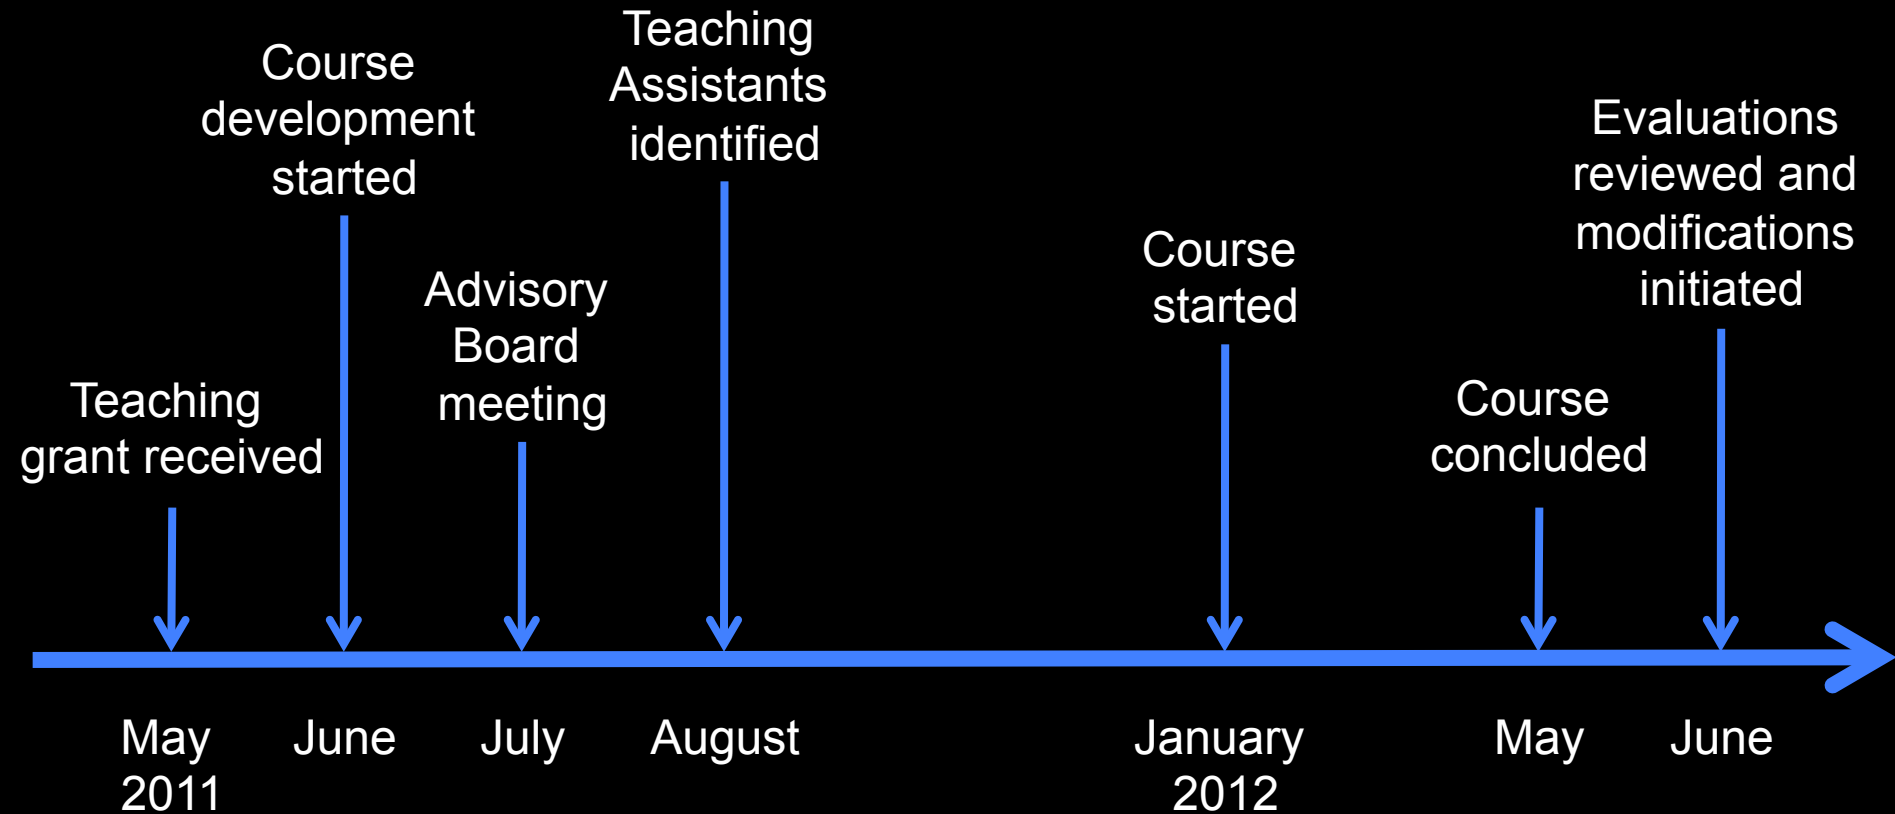 Teaching
grant received
Course
development
started
Advisory
Board
meeting
Teaching
Assistants
identified
Course
started
Course
concluded
Evaluations
reviewed and
modifications
initiated
May
2011
June
July
August
January
2012
May
June